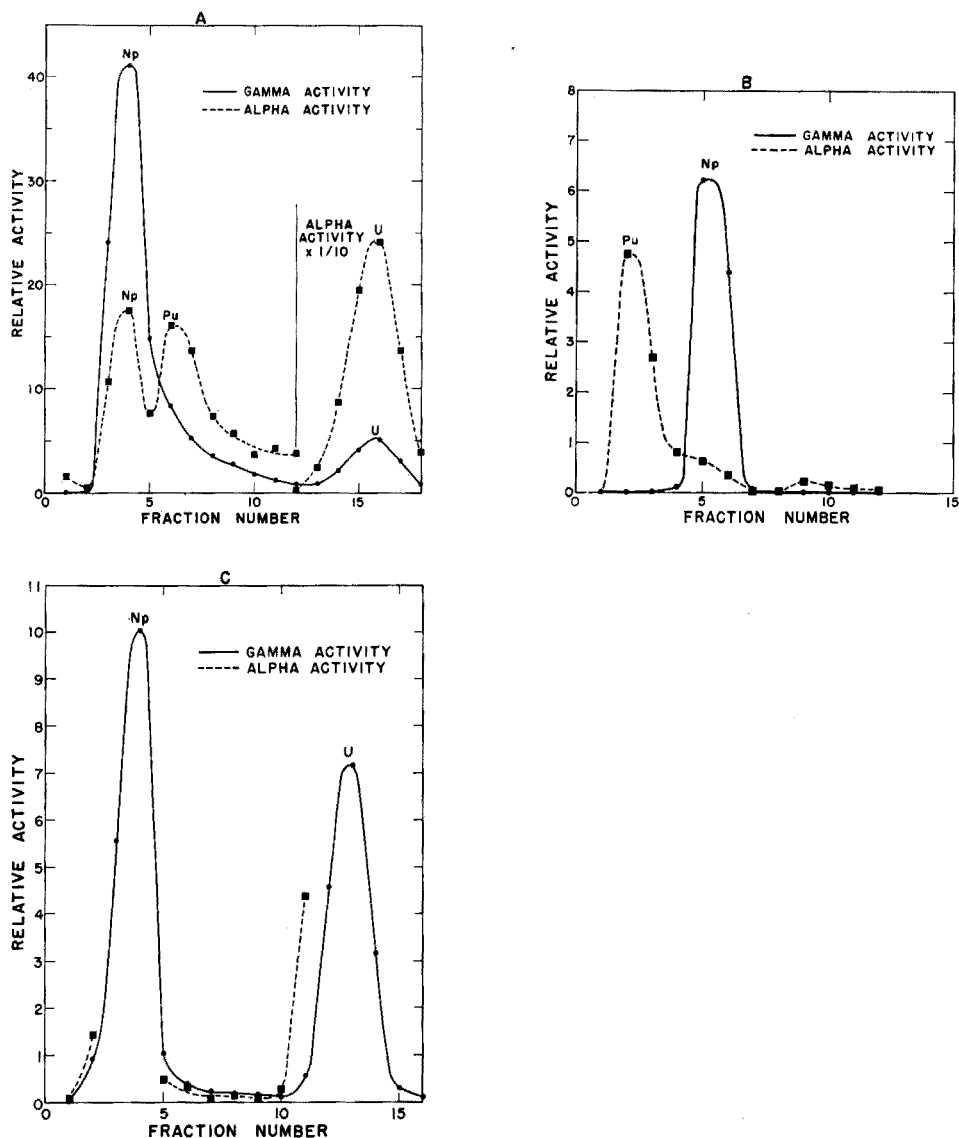 A
Np
GAMMA ACTIVITY
ALPHA ACTIVITY
40
30
20
10
0
RELATIVE ACTIVITY
Np
Pu
ALPHA
ACTIVITY
x 1/10
U
U
0 5 10 15
FRACTION NUMBER
B
8
7
6
5
4
3
2
1
0
RELATIVE ACTIVITY
GAMMA ACTIVITY
ALPHA ACTIVITY
Np
Pu
0 5 10 15
FRACTION NUMBER
C
11
10
9
8
7
6
5
4
3
2
1
0
RELATIVE ACTIVITY
Np
GAMMA ACTIVITY
ALPHA ACTIVITY
U
0 5 10 15
FRACTION NUMBER